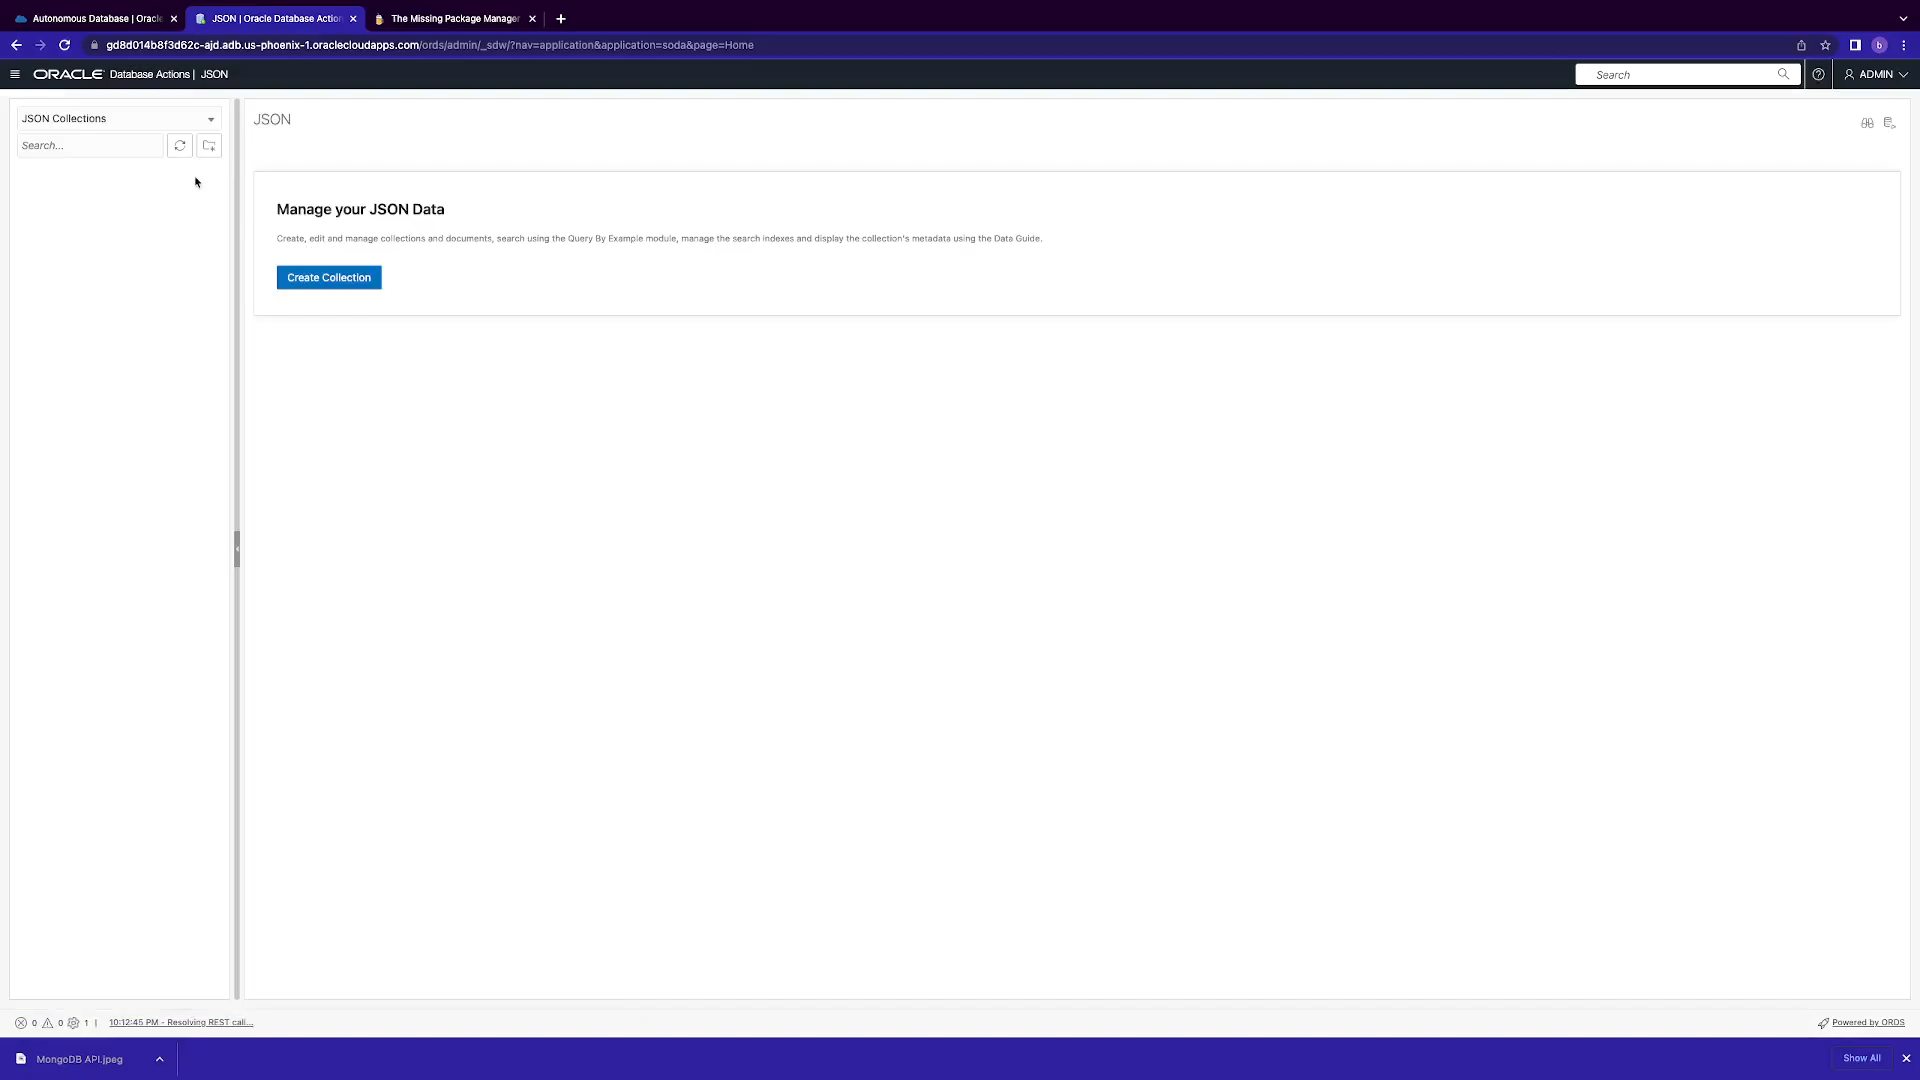 Autonomous Database | Oracle
JSON | Oracle Database Action
The Missing Package Manager
gd8d014b8f3d62c-ajd.adb.us-phoenix-1.oraclecloudapps.com/ords/admin/_sdw/?nav=application&application=soda&page=Home
b
ORACLE Database Actions | JSON
Search
ADMIN
JSON Collections
Search...
JSON
Manage your JSON Data
Create, edit and manage collections and documents, search using the Query By Example module, manage the search indexes and display the collection's metadata using the Data Guide.
Create Collection
0 0 1 | 10:12:45 PM - Resolving REST call...
Powered by ORDS
MongoDB API.jpeg
Show All